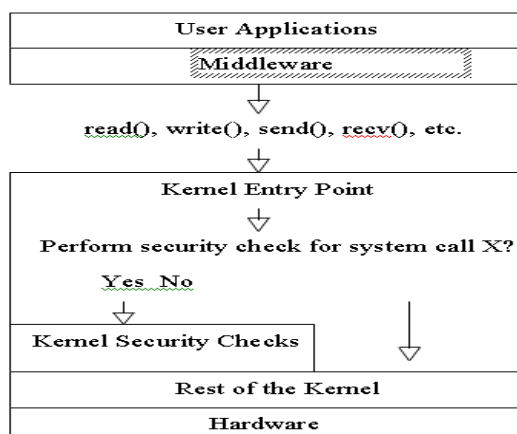 User Applications
Middleware
read(), write(), send(), recv(), etc.
Kernel Entry Point
Perform security check for system call X?
Yes No
Kernel Security Checks
Rest of the Kernel
Hardware